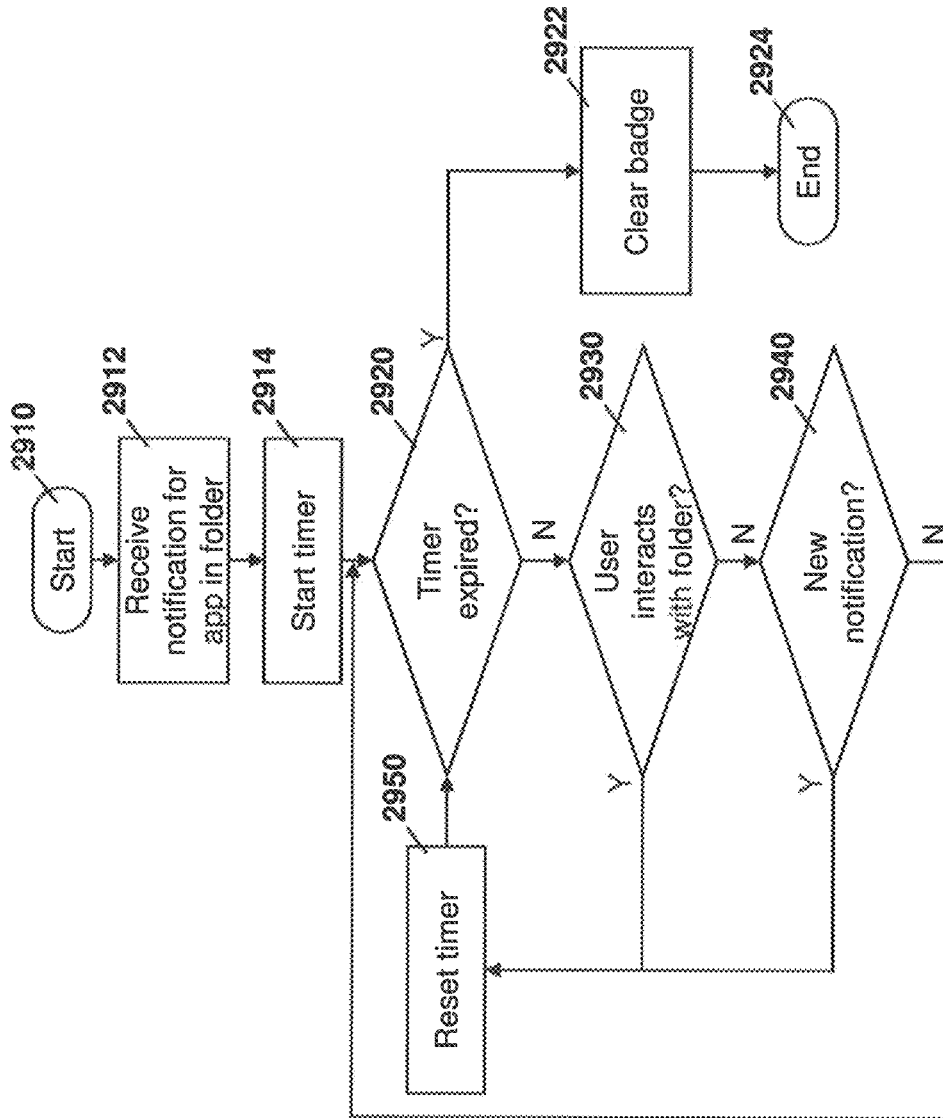 2910
Start
2912
Receive
notification for
app in folder
2914
Start timer
2920
Timer
expired?
Y
N
2922
Clear badge
2924
End
2930
User
interacts
with folder?
Y
N
2940
New
notification?
Y
N
2950
Reset timer